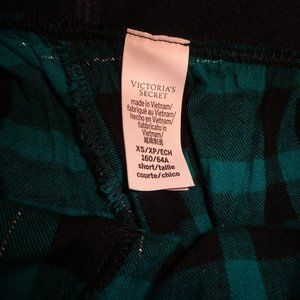 VICTORIA'S
SECRET
made in Vietnam/
fabriqué au Vietnam/
hecho en Vietnam/
fabbricato in
Vietnam/
越南制造
XS/XP/ECH
160/64A
short/taille
courte/chico